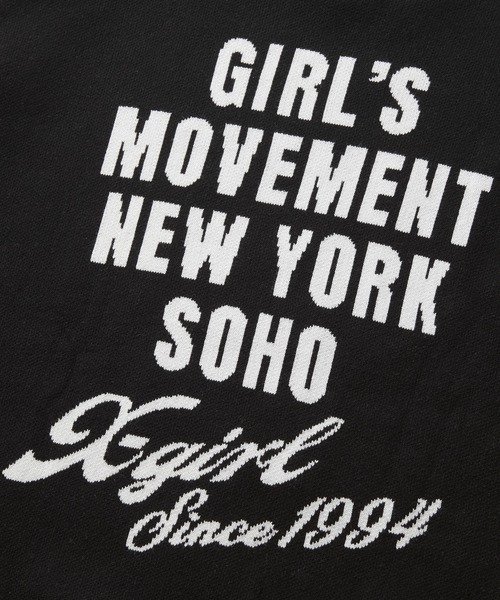 GIRL'S
MOVEMENT
NEW YORK
SOHO
X-girl
Since 1994